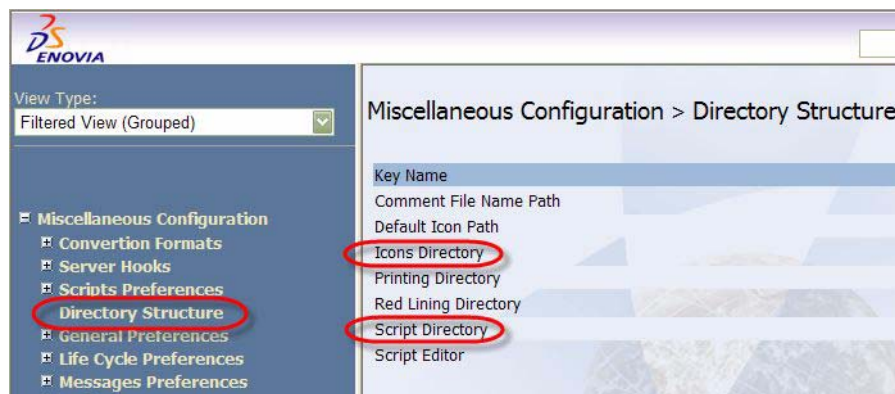 DS
ENOVIA
View Type:
Filtered View (Grouped)
Miscellaneous Configuration
Convertion Formats
Server Hooks
Scripts Preferences
Directory Structure
General Preferences
Life Cycle Preferences
Messages Preferences
Miscellaneous Configuration > Directory Structure
Key Name
Comment File Name Path
Default Icon Path
Icons Directory
Printing Directory
Red Lining Directory
Script Directory
Script Editor